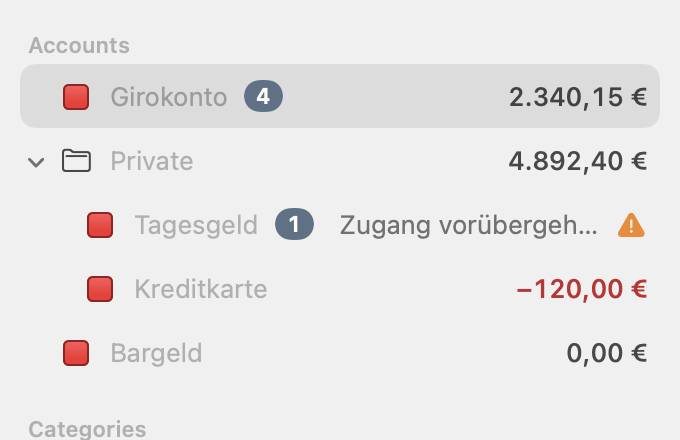 Accounts
Girokonto 4 2.340,15 €
Private 4.892,40 €
Tagesgeld 1 Zugang vorübergeh...
Kreditkarte −120,00 €
Bargeld 0,00 €
Categories